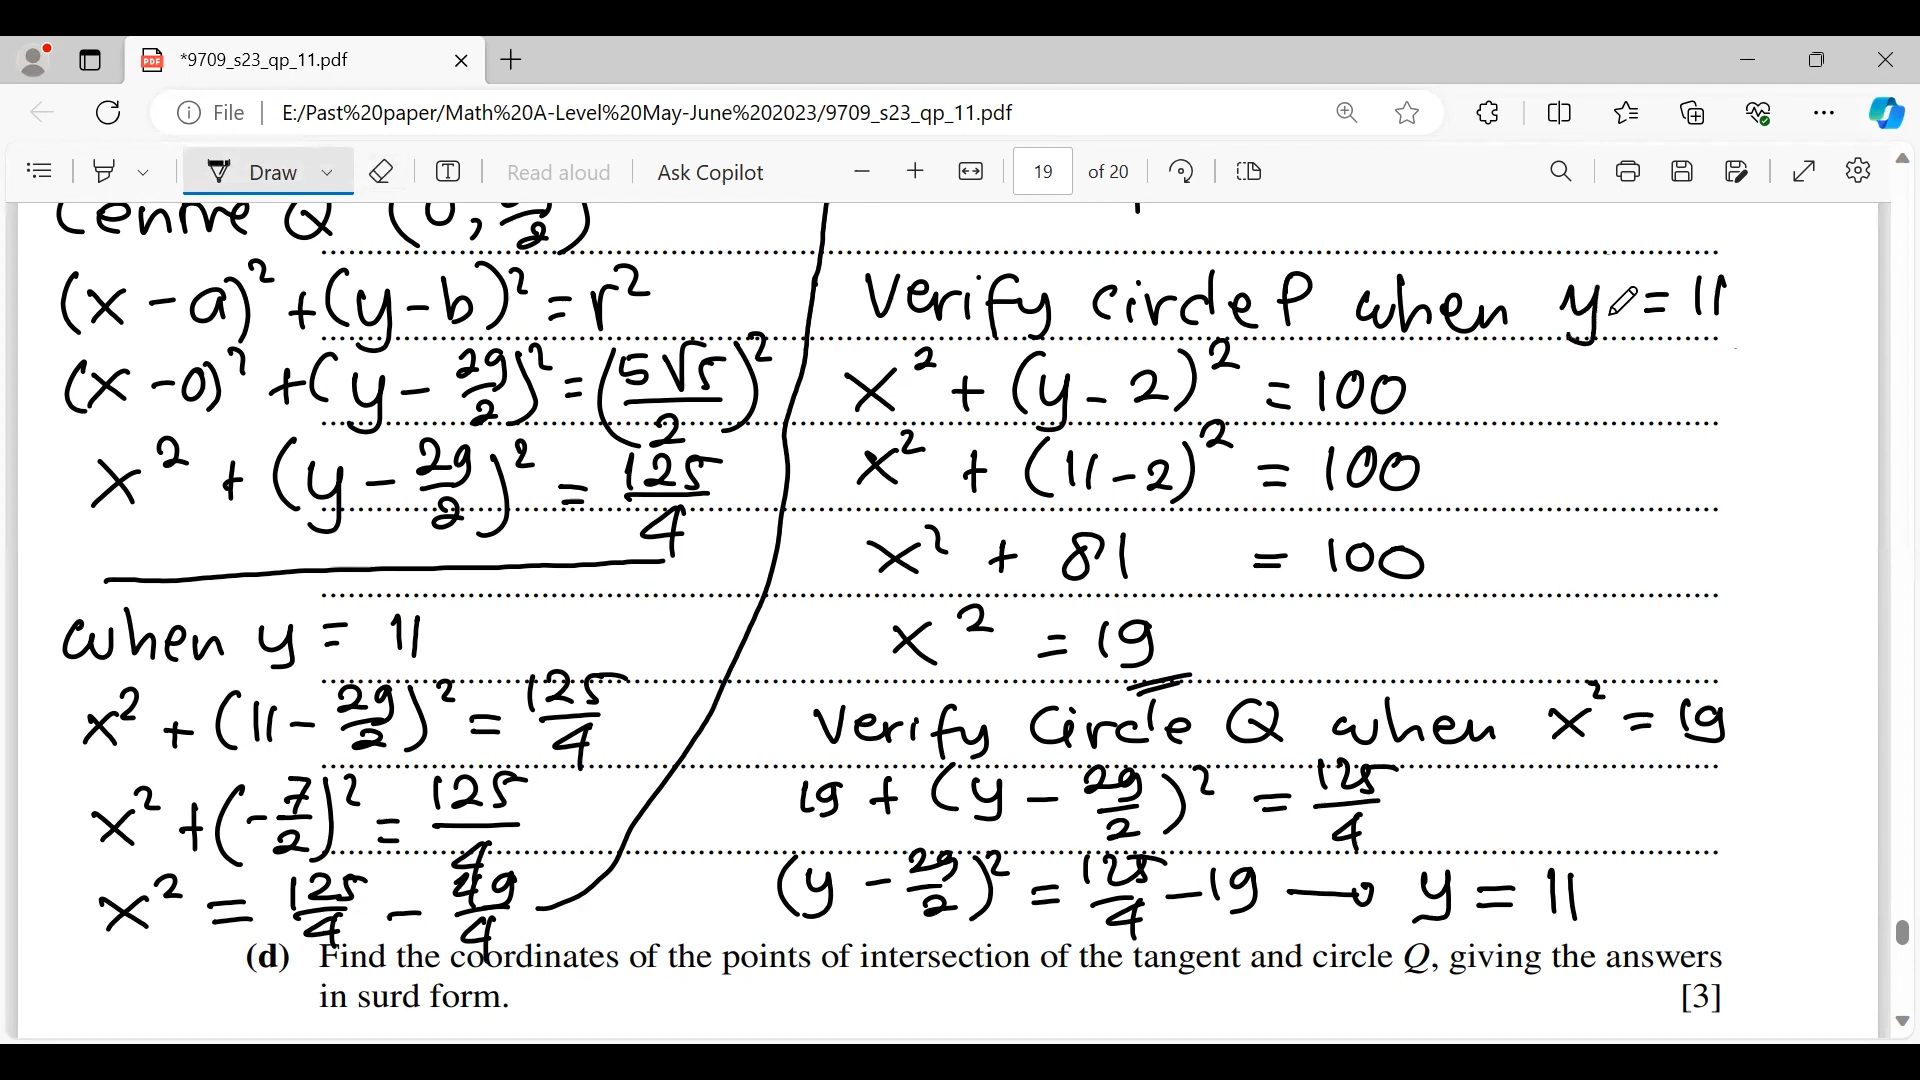 *9709_s23_qp_11.pdf
File | E:/Past%20paper/Math%20A-Level%20May-June%202023/9709_s23_qp_11.pdf
Draw Read aloud Ask Copilot 19 of 20
Centre Q (0, 29/2)
(x - a)² + (y - b)² = r²
(x - 0)² + (y - 29/2)² = (5√5/2)²
x² + (y - 29/2)² = 125/4
when y = 11
x² + (11 - 29/2)² = 125/4
x² + (-7/2)² = 125/4
x² = 125/4 - 49/4
Verify circle P when y = 11
x² + (y - 2)² = 100
x² + (11 - 2)² = 100
x² + 81 = 100
x² = 19
Verify Circle Q when x² = 19
19 + (y - 29/2)² = 125/4
(y - 29/2)² = 125/4 - 19 → y = 11
(d) Find the coordinates of the points of intersection of the tangent and circle Q, giving the answers
in surd form. [3]